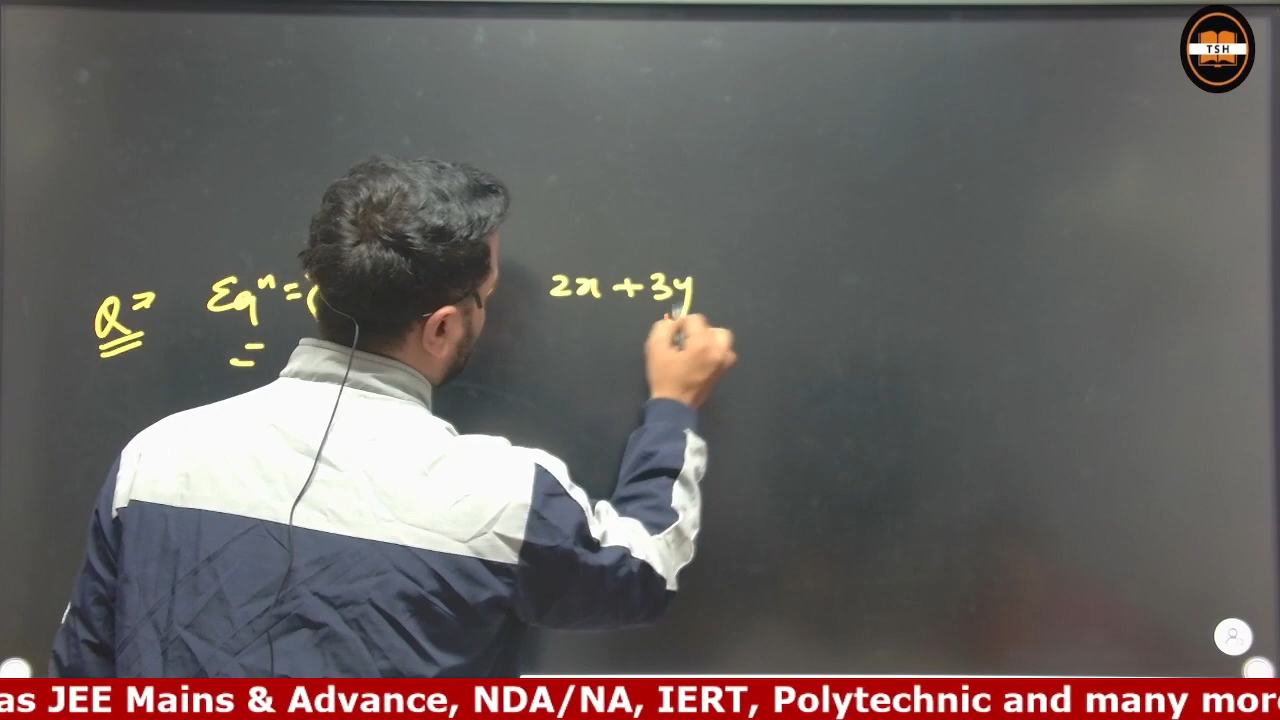 TSH
Q⇒ Eqⁿ = 2x + 3y
as JEE Mains & Advance, NDA/NA, IERT, Polytechnic and many more